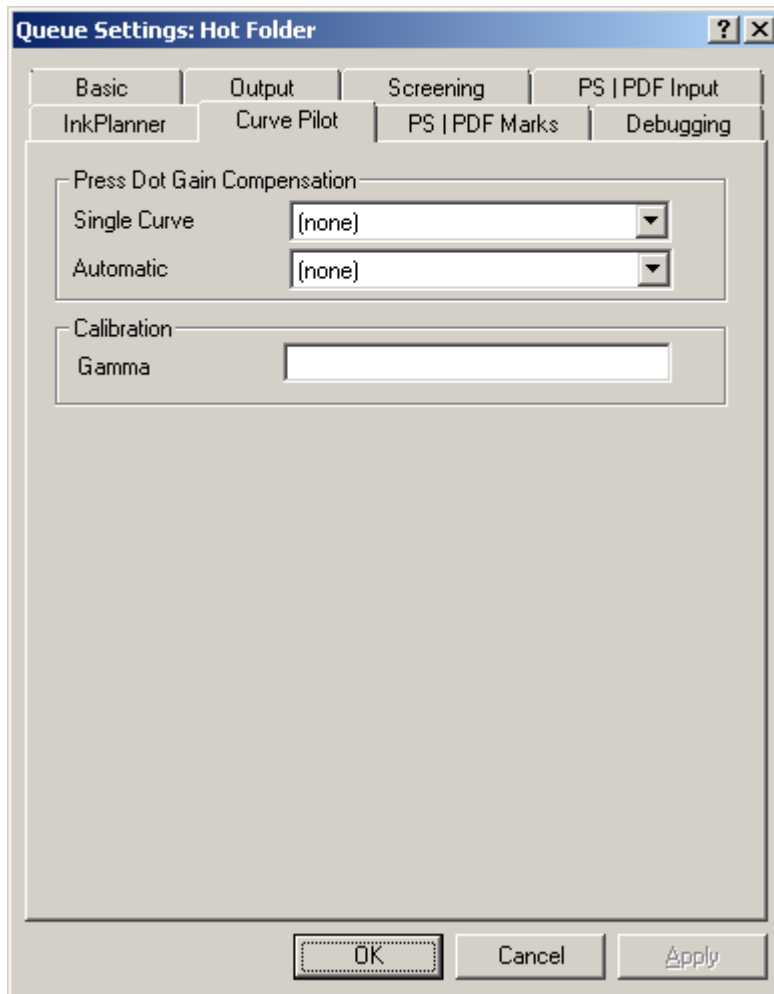 Queue Settings: Hot Folder
Basic Output Screening PS | PDF Input
InkPlanner Curve Pilot PS | PDF Marks Debugging
Press Dot Gain Compensation
Single Curve (none)
Automatic (none)
Calibration
Gamma
OK Cancel Apply